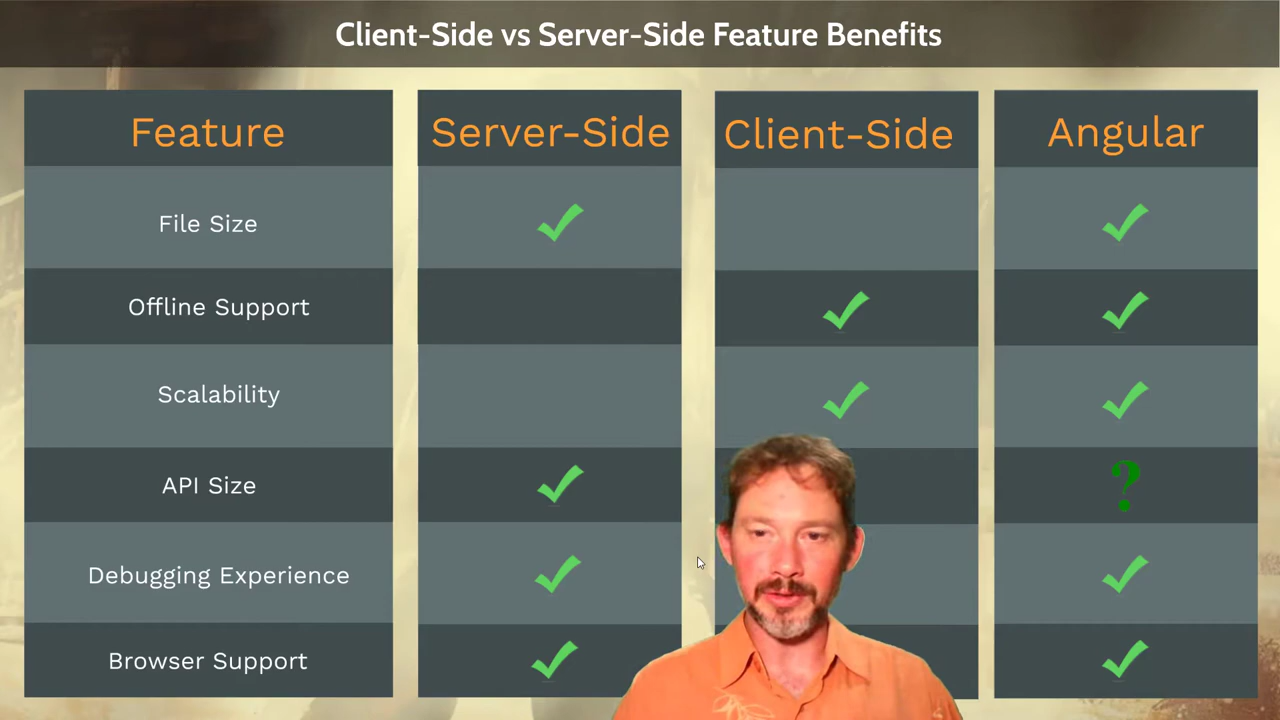 Client-Side vs Server-Side Feature Benefits
Feature Server-Side Client-Side Angular
File Size
Offline Support
Scalability
API Size
?
Debugging Experience
Browser Support